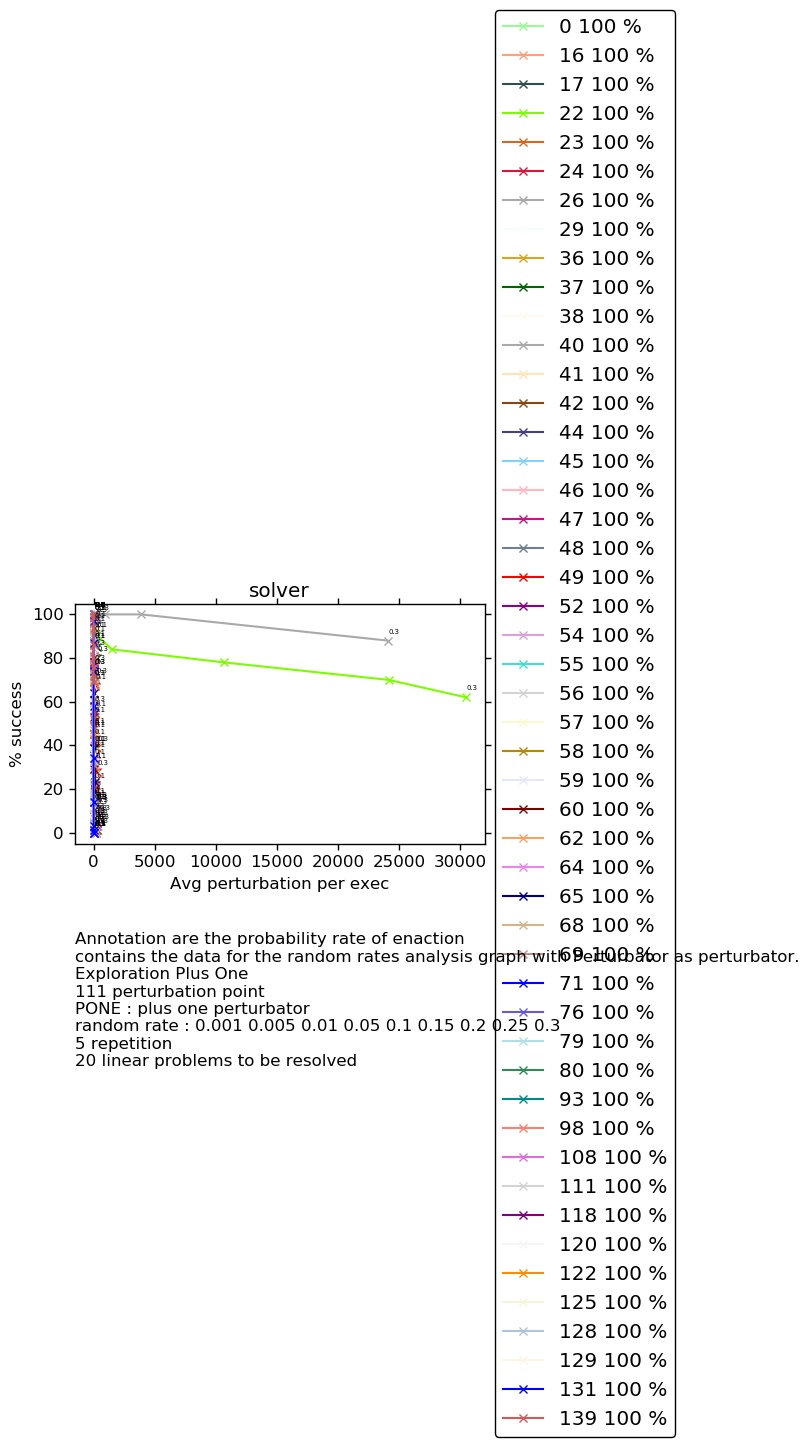 solver
100
80
60
40
20
0
% success
0.3
0.3
0 5000 10000 15000 20000 25000 30000
Avg perturbation per exec
Annotation are the probability rate of enaction
contains the data for the random rates analysis graph with Perturbator as perturbator.
Exploration Plus One
111 perturbation point
PONE : plus one perturbator
random rate : 0.001 0.005 0.01 0.05 0.1 0.15 0.2 0.25 0.3
5 repetition
20 linear problems to be resolved
0 100 %
16 100 %
17 100 %
22 100 %
23 100 %
24 100 %
26 100 %
29 100 %
36 100 %
37 100 %
38 100 %
40 100 %
41 100 %
42 100 %
44 100 %
45 100 %
46 100 %
47 100 %
48 100 %
49 100 %
52 100 %
54 100 %
55 100 %
56 100 %
57 100 %
58 100 %
59 100 %
60 100 %
62 100 %
64 100 %
65 100 %
68 100 %
69 100 %
71 100 %
76 100 %
79 100 %
80 100 %
93 100 %
98 100 %
108 100 %
111 100 %
118 100 %
120 100 %
122 100 %
125 100 %
128 100 %
129 100 %
131 100 %
139 100 %